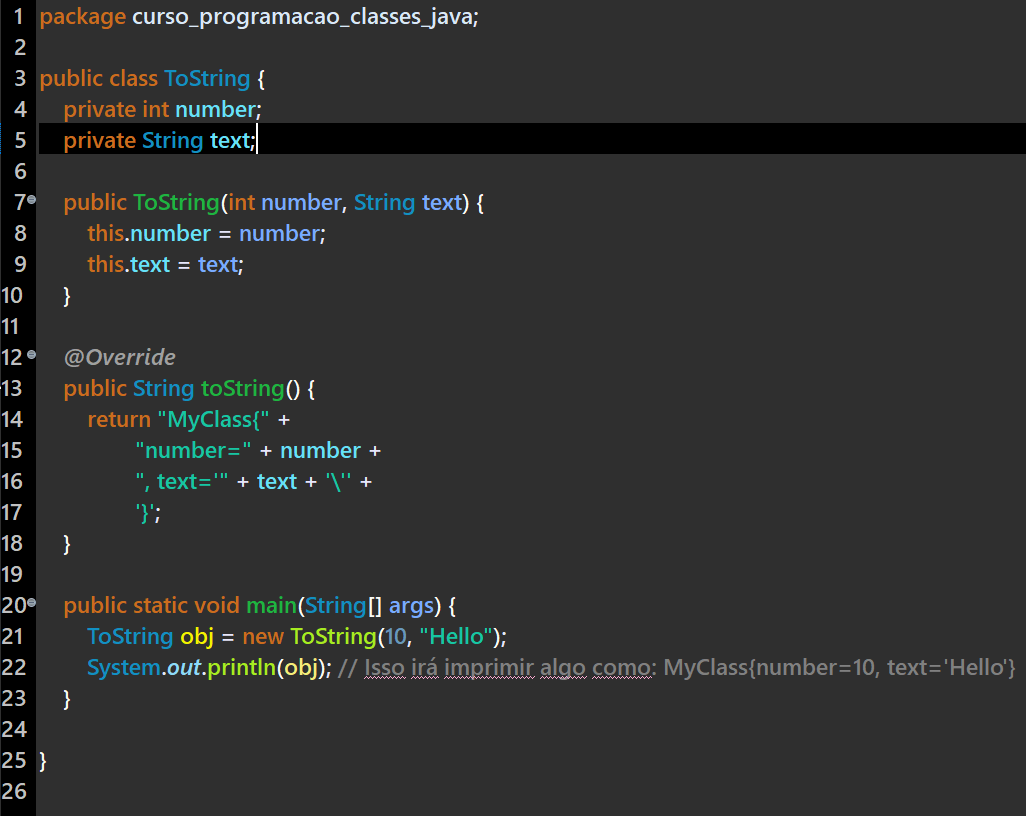 1 package curso_programacao_classes_java;
2
3 public class ToString {
4 private int number;
5 private String text;
6
7 public ToString(int number, String text) {
8 this.number = number;
9 this.text = text;
10 }
11
12 @Override
13 public String toString() {
14 return "MyClass{" +
15 "number=" + number +
16 ", text='" + text + '\'' +
17 '}';
18 }
19
20 public static void main(String[] args) {
21 ToString obj = new ToString(10, "Hello");
22 System.out.println(obj); // Isso irá imprimir algo como: MyClass{number=10, text='Hello'}
23 }
24
25 }
26